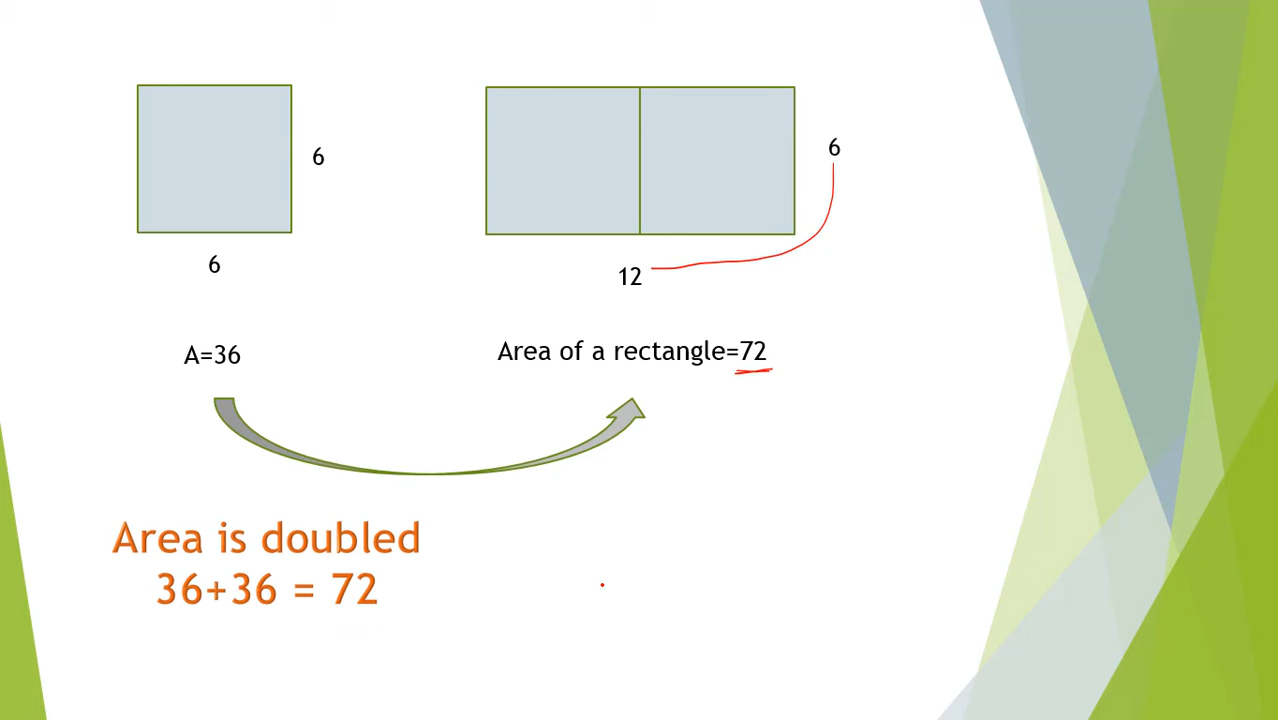 6
6
6
12
A=36
Area of a rectangle=72
Area is doubled
36+36 = 72